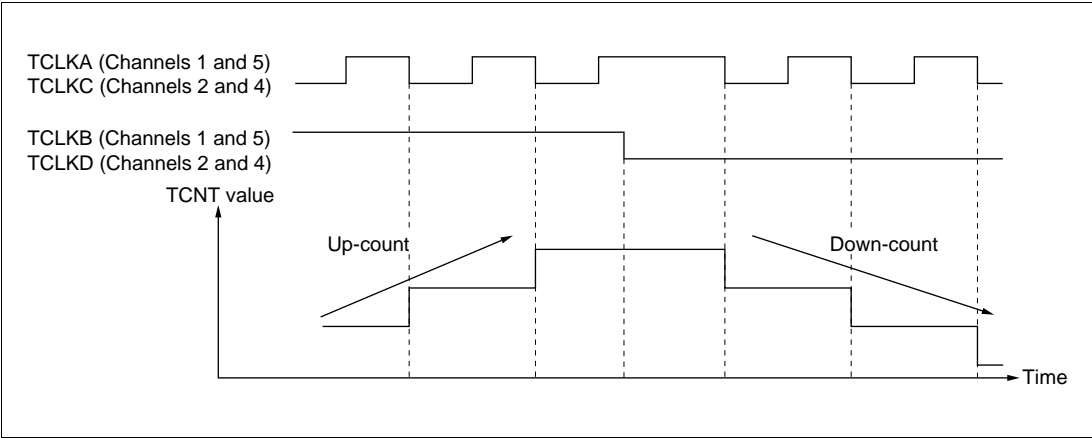 TCLKA (Channels 1 and 5)
TCLKC (Channels 2 and 4)
TCLKB (Channels 1 and 5)
TCLKD (Channels 2 and 4)
TCNT value
Up-count
Down-count
Time